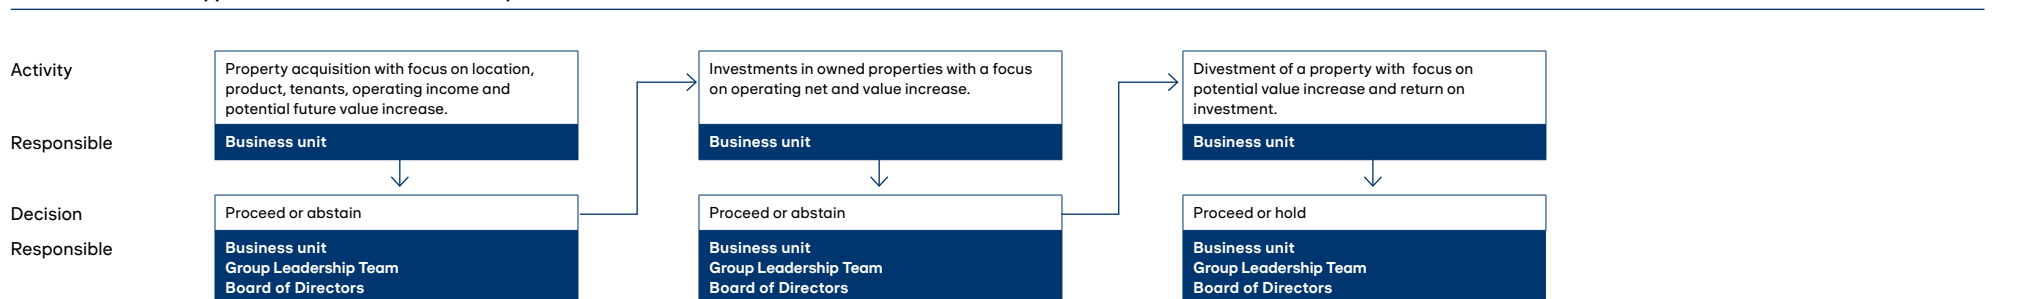 Activity
Property acquisition with focus on location,
product, tenants, operating income and
potential future value increase.
Investments in owned properties with a focus
on operating net and value increase.
Divestment of a property with focus on
potential value increase and return on
investment.
Responsible
Business unit
Business unit
Business unit
Decision
Proceed or abstain
Proceed or abstain
Proceed or hold
Responsible
Business unit
Group Leadership Team
Board of Directors
Business unit
Group Leadership Team
Board of Directors
Business unit
Group Leadership Team
Board of Directors